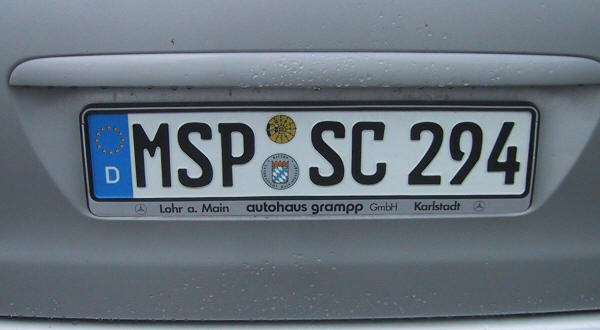 D MSP SC 294
Lohr a. Main autohaus grampp GmbH Karlstadt